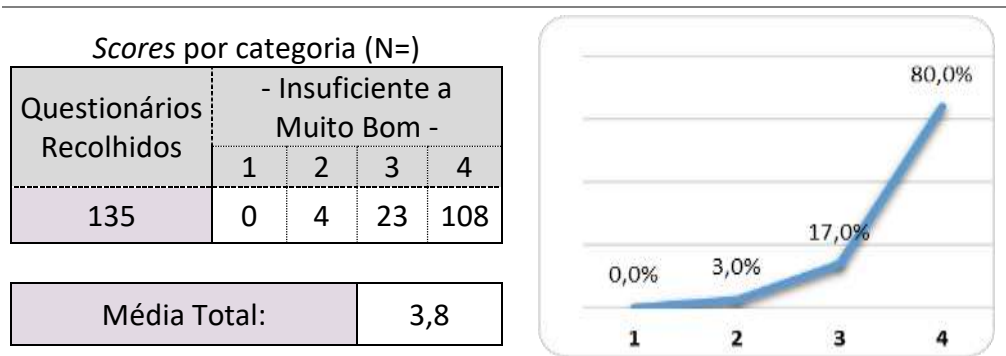 Scores por categoria (N=)
Questionários Recolhidos
- Insuficiente a
Muito Bom -
1 2 3 4
135 0 4 23 108
Média Total: 3,8
80,0%
17,0%
3,0%
0,0%
1 2 3 4